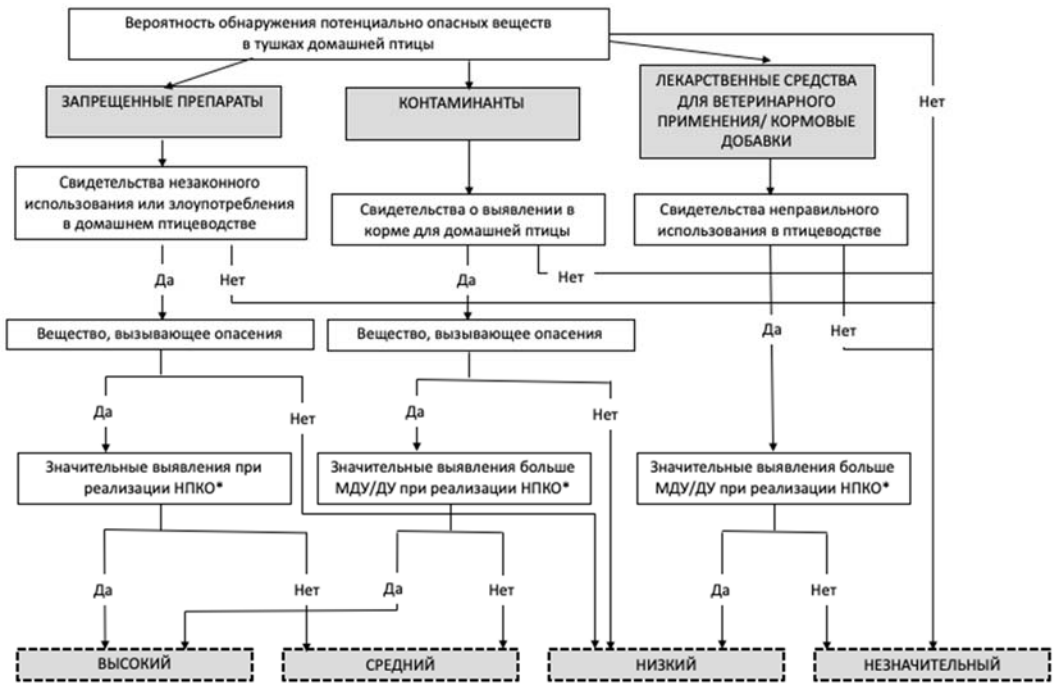 Вероятность обнаружения потенциально опасных веществ
в тушках домашней птицы
ЗАПРЕЩЕННЫЕ ПРЕПАРАТЫ
КОНТАМИНАНТЫ
ЛЕКАРСТВЕННЫЕ СРЕДСТВА
ДЛЯ ВЕТЕРИНАРНОГО
ПРИМЕНЕНИЯ/ КОРМОВЫЕ
ДОБАВКИ
Нет
Свидетельства незаконного
использования или злоупотребления
в домашнем птицеводстве
Свидетельства о выявлении в
корме для домашней птицы
Свидетельства неправильного
использования в птицеводстве
Да
Нет
Да
Нет
Да
Нет
Вещество, вызывающее опасения
Вещество, вызывающее опасения
Да
Нет
Да
Нет
Значительные выявления при
реализации НПКО*
Значительные выявления больше
МДУ/ДУ при реализации НПКО*
Значительные выявления больше
МДУ/ДУ при реализации НПКО*
Да
Нет
Да
Нет
Да
Нет
ВЫСОКИЙ
СРЕДНИЙ
НИЗКИЙ
НЕЗНАЧИТЕЛЬНЫЙ